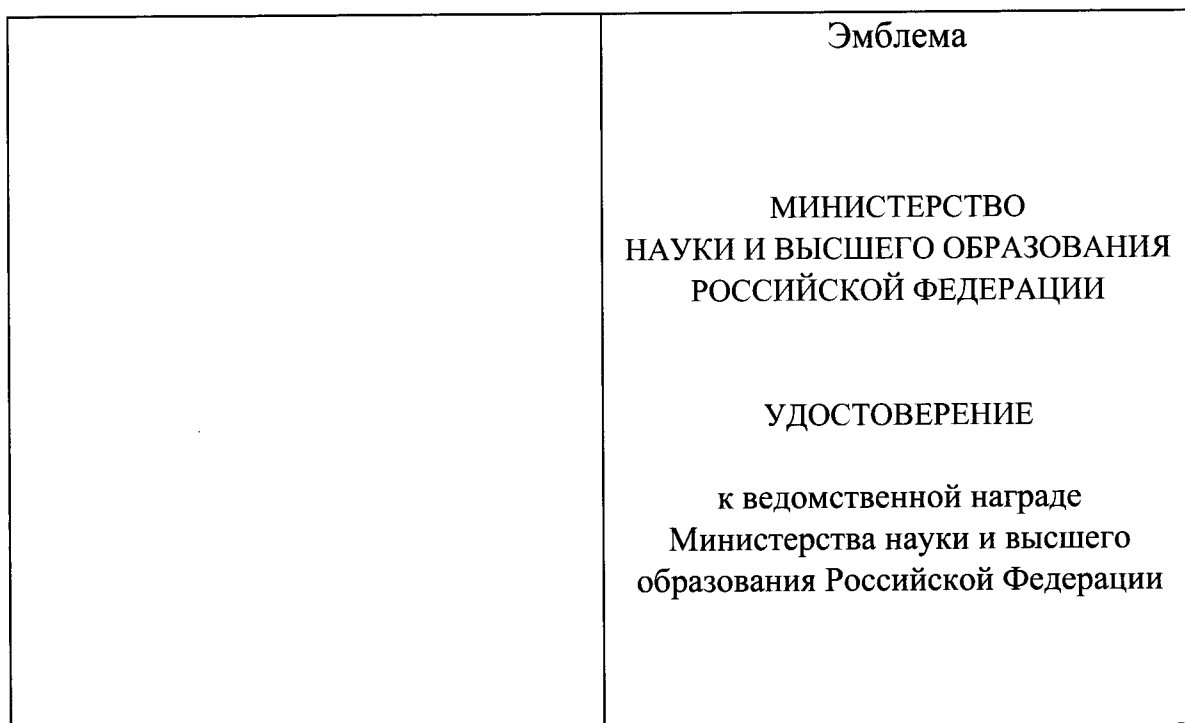 Эмблема
МИНИСТЕРСТВО
НАУКИ И ВЫСШЕГО ОБРАЗОВАНИЯ
РОССИЙСКОЙ ФЕДЕРАЦИИ
УДОСТОВЕРЕНИЕ
к ведомственной награде
Министерства науки и высшего
образования Российской Федерации